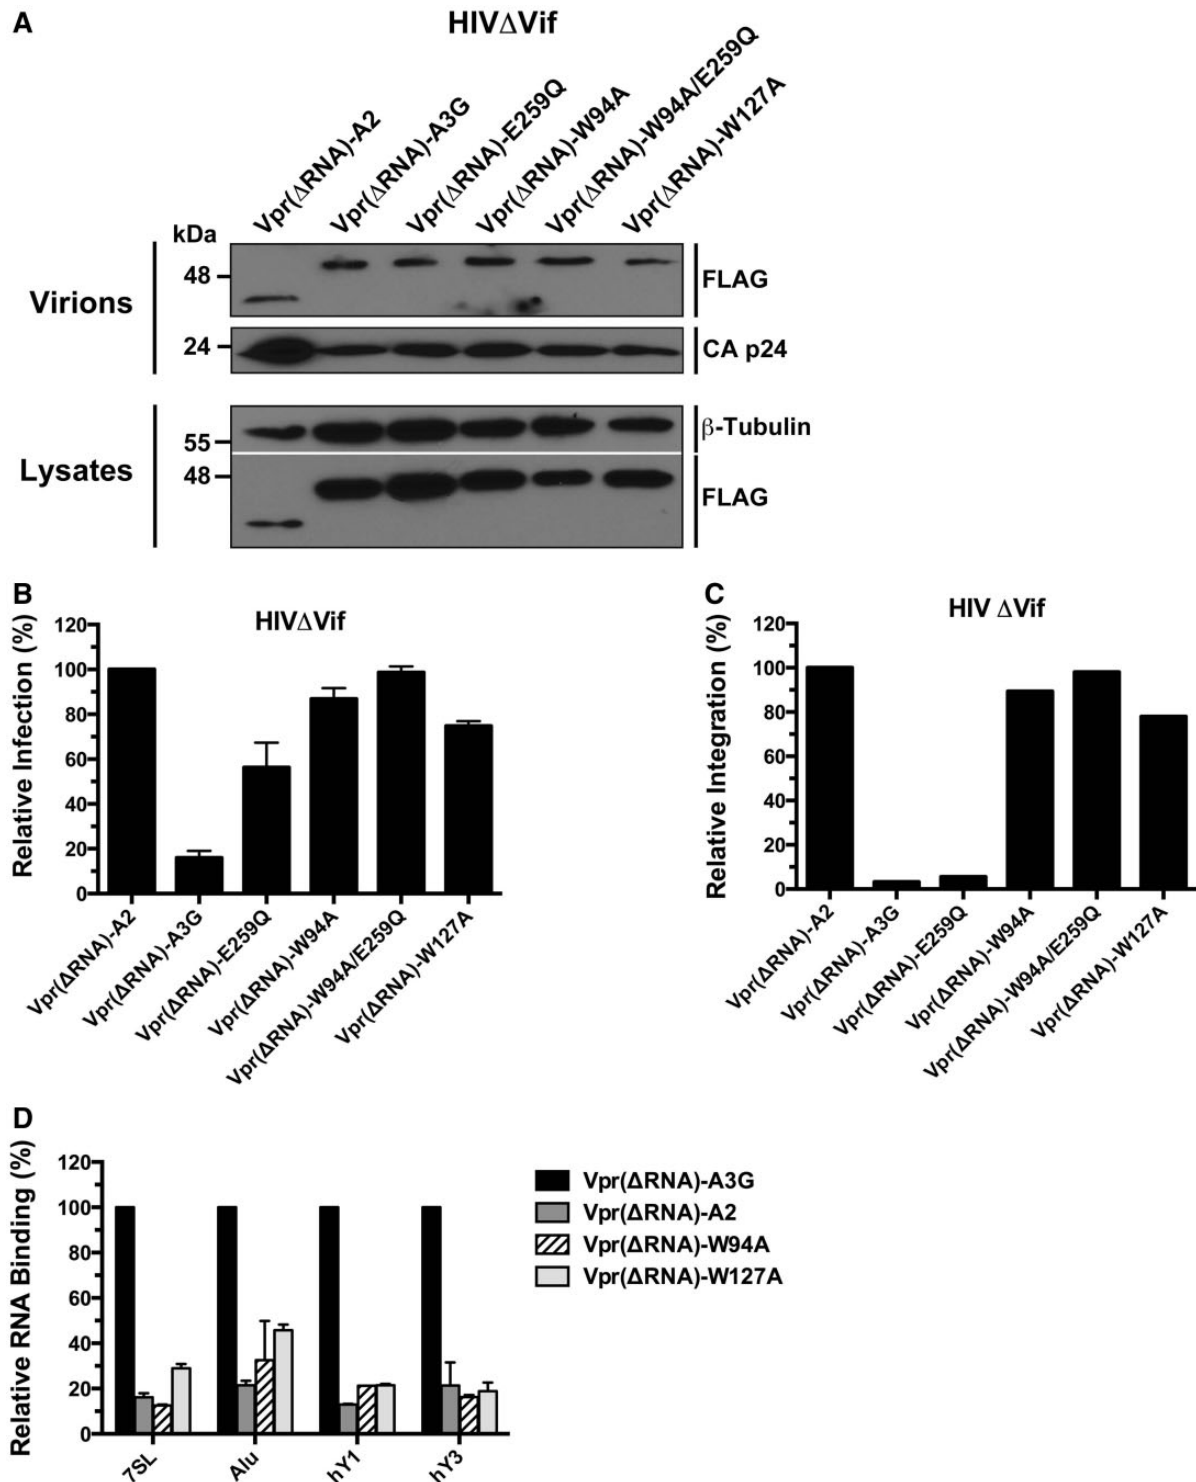 A
HIVΔVif
Vpr(ΔRNA)-A2
Vpr(ΔRNA)-A3G
Vpr(ΔRNA)-E259Q
Vpr(ΔRNA)-W94A
Vpr(ΔRNA)-W94A/E259Q
Vpr(ΔRNA)-W127A
kDa
Virions
48
FLAG
24
CA p24
Lysates
55
β-Tubulin
48
FLAG
B
HIVΔVif
Relative Infection (%)
120
100
80
60
40
20
0
Vpr(ΔRNA)-A2
Vpr(ΔRNA)-A3G
Vpr(ΔRNA)-E259Q
Vpr(ΔRNA)-W94A
Vpr(ΔRNA)-W94A/E259Q
Vpr(ΔRNA)-W127A
C
HIV ΔVif
Relative Integration (%)
120
100
80
60
40
20
0
Vpr(ΔRNA)-A2
Vpr(ΔRNA)-A3G
Vpr(ΔRNA)-E259Q
Vpr(ΔRNA)-W94A
Vpr(ΔRNA)-W94A/E259Q
Vpr(ΔRNA)-W127A
D
Relative RNA Binding (%)
120
100
80
60
40
20
0
7SL
Alu
hY1
hY3
Vpr(ΔRNA)-A3G
Vpr(ΔRNA)-A2
Vpr(ΔRNA)-W94A
Vpr(ΔRNA)-W127A